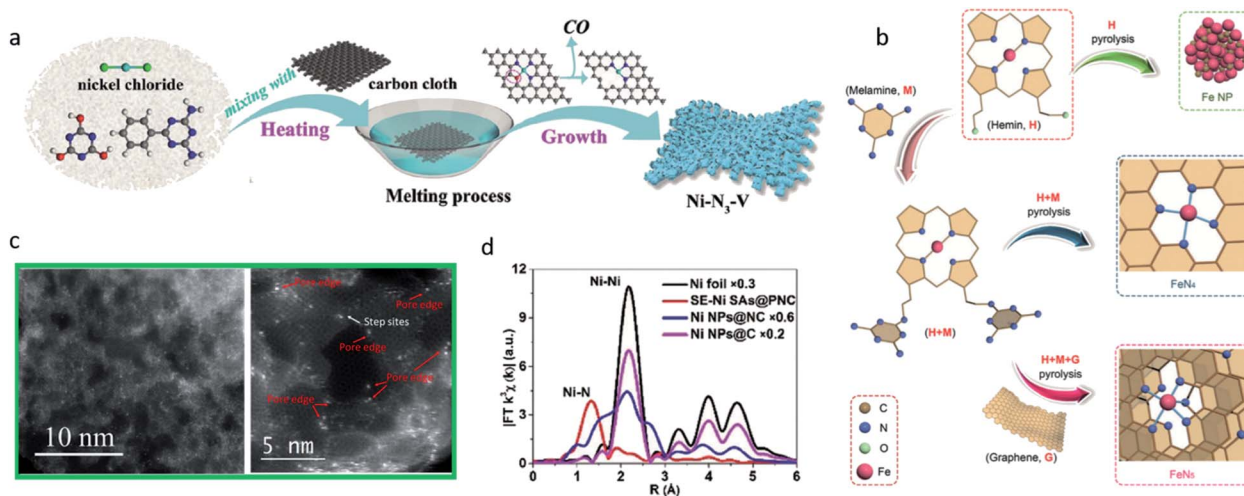 a
nickel chloride
mixing with
Heating
carbon cloth
Melting process
CO
Growth
Ni-N₃-V
b
(Melamine, M)
(Hemin, H)
H
pyrolysis
Fe NP
H+M
pyrolysis
FeN₄
(H+M)
H+M+G
pyrolysis
(Graphene, G)
FeN₅
C
N
O
Fe
c
10 nm
Pore edge
Pore edge
Step sites
Pore edge
Pore edge
Pore edge
5 nm
d
|FT k³χ (k)| (a.u.)
12
9
6
3
0
Ni-Ni
Ni-N
Ni foil ×0.3
SE-Ni SAs@PNC
Ni NPs@NC ×0.6
Ni NPs@C ×0.2
0 1 2 3 4 5 6
R (Å)